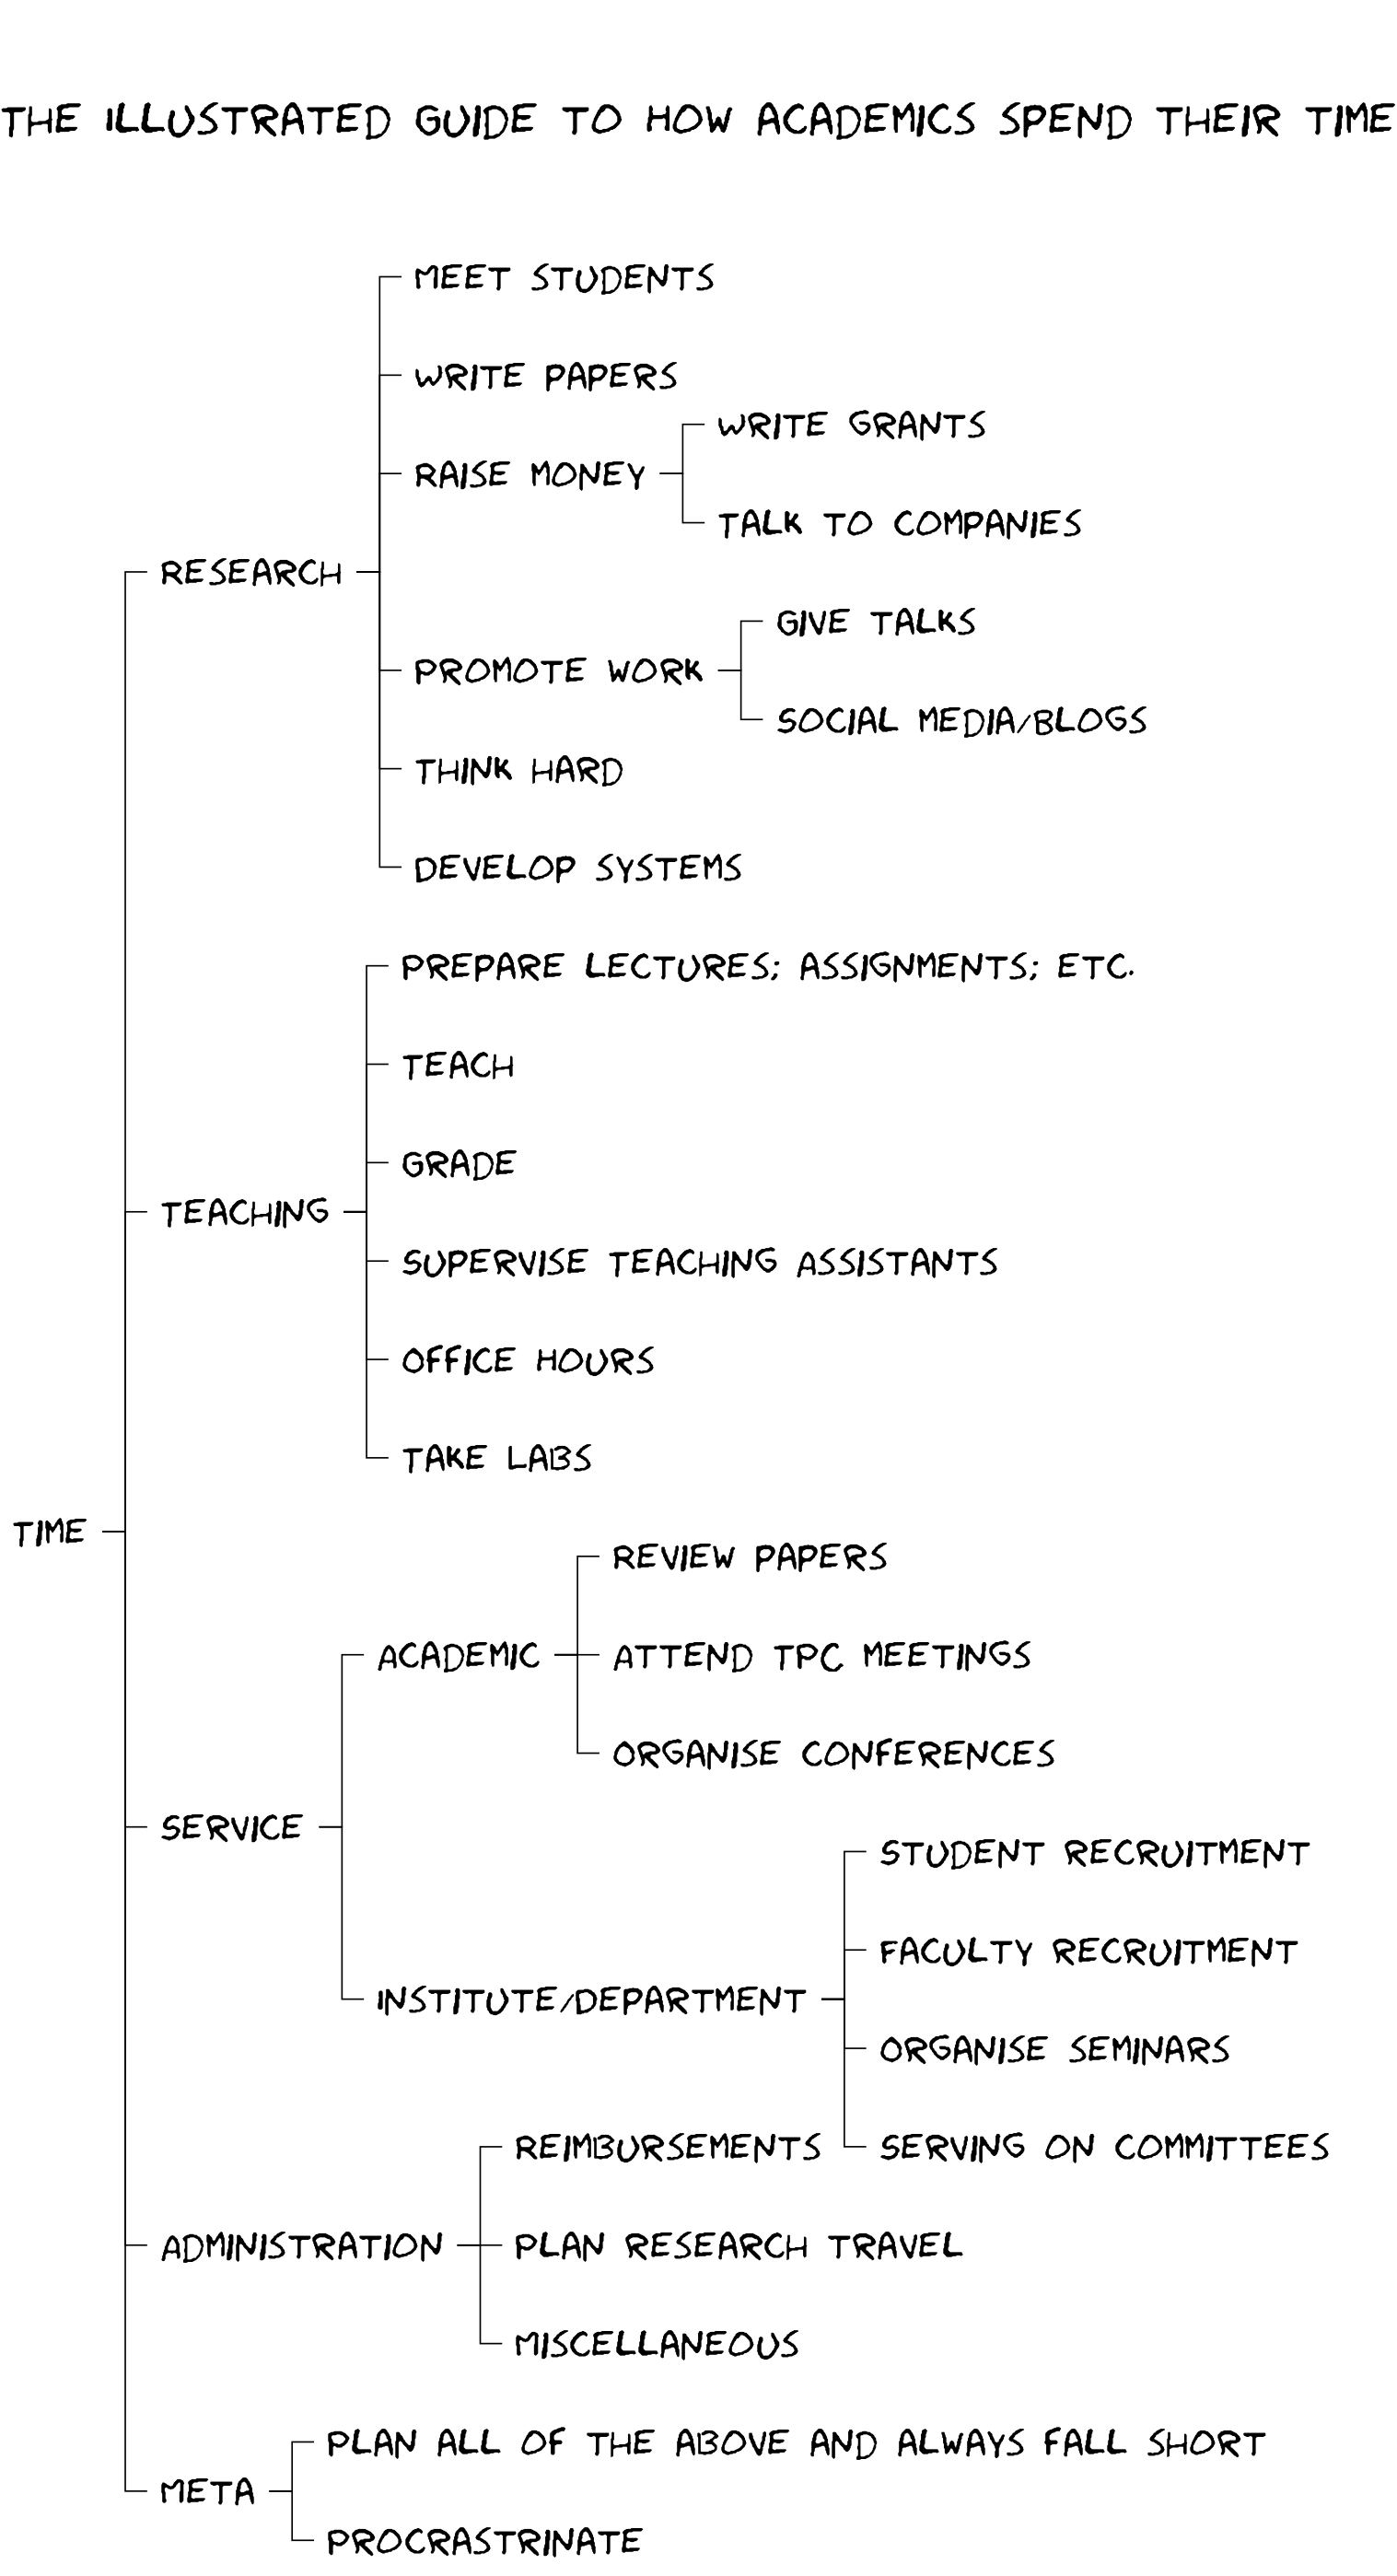 THE ILLUSTRATED GUIDE TO HOW ACADEMICS SPEND THEIR TIME
MEET STUDENTS
WRITE PAPERS
WRITE GRANTS
RAISE MONEY
TALK TO COMPANIES
RESEARCH
GIVE TALKS
PROMOTE WORK
SOCIAL MEDIA/BLOGS
THINK HARD
DEVELOP SYSTEMS
PREPARE LECTURES; ASSIGNMENTS; ETC.
TEACH
GRADE
TEACHING
SUPERVISE TEACHING ASSISTANTS
OFFICE HOURS
TAKE LABS
TIME
REVIEW PAPERS
ACADEMIC
ATTEND TPC MEETINGS
ORGANISE CONFERENCES
SERVICE
STUDENT RECRUITMENT
FACULTY RECRUITMENT
INSTITUTE/DEPARTMENT
ORGANISE SEMINARS
REIMBURSEMENTS
SERVING ON COMMITTEES
ADMINISTRATION
PLAN RESEARCH TRAVEL
MISCELLANEOUS
PLAN ALL OF THE ABOVE AND ALWAYS FALL SHORT
META
PROCRASTRINATE